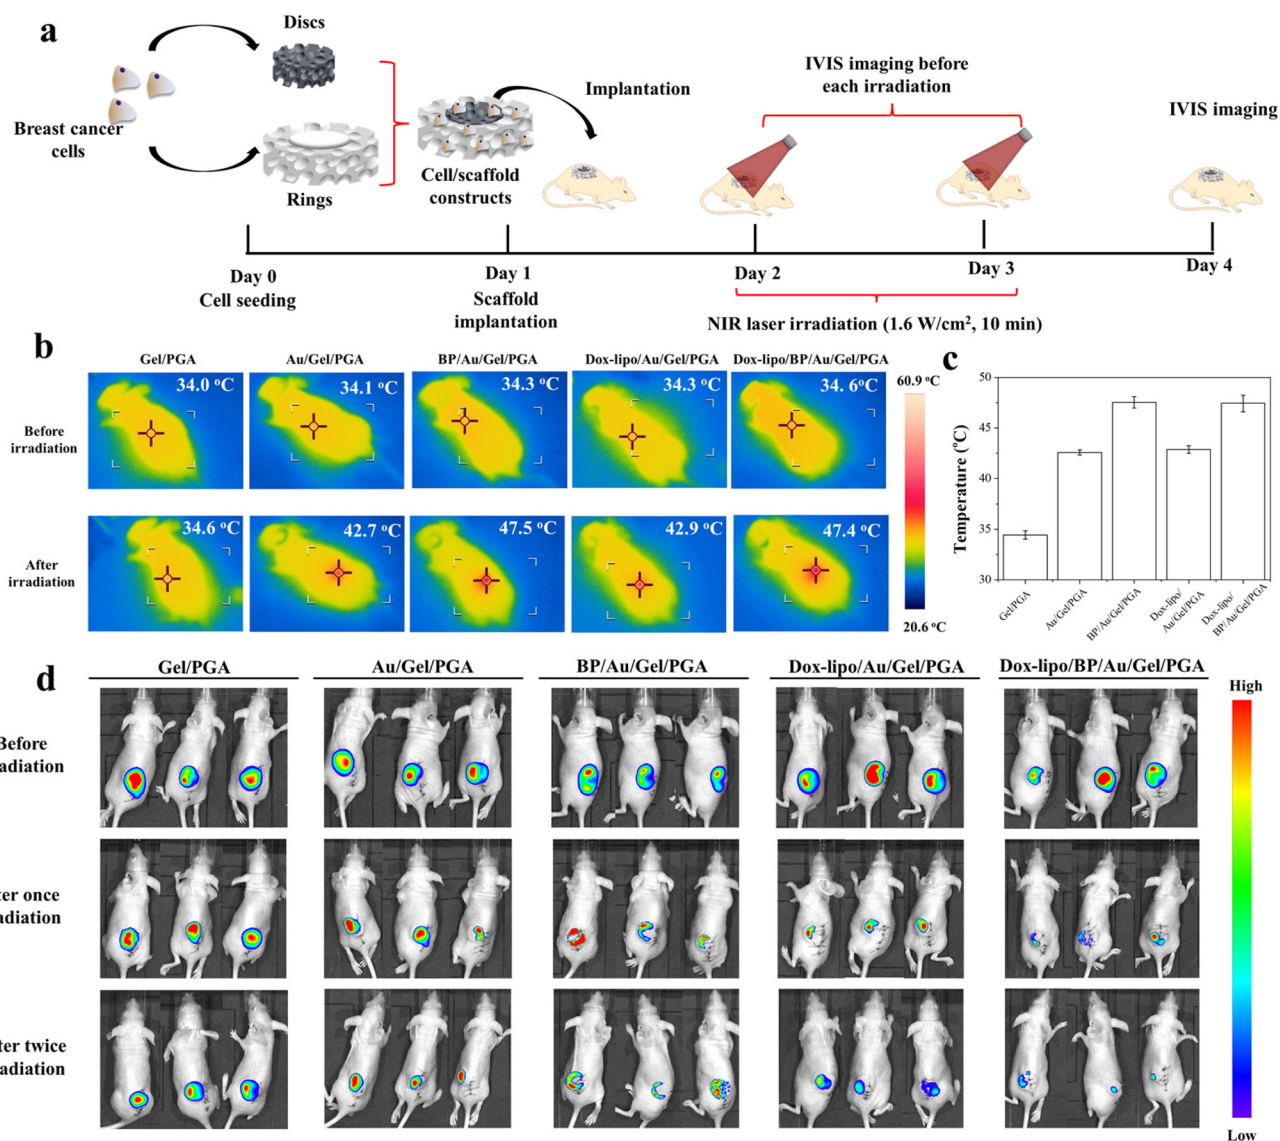 a
Discs
Breast cancer
cells
Rings
Cell/scaffold
constructs
Implantation
IVIS imaging before
each irradiation
IVIS imaging
Day 0
Cell seeding
Day 1
Scaffold
implantation
Day 2
Day 3
Day 4
NIR laser irradiation (1.6 W/cm², 10 min)
b
Gel/PGA
Au/Gel/PGA
BP/Au/Gel/PGA
Dox-lipo/Au/Gel/PGA
Dox-lipo/BP/Au/Gel/PGA
Before
irradiation
34.0 °C
34.1 °C
34.3 °C
34.3 °C
34. 6°C
60.9 °C
After
irradiation
34.6 °C
42.7 °C
47.5 °C
42.9 °C
47.4 °C
20.6 °C
c
Temperature (°C)
50
45
40
35
30
Gel/PGA
Au/Gel/PGA
BP/Au/Gel/PGA
Dox-lipo/
Au/Gel/PGA
Dox-lipo/
BP/Au/Gel/PGA
d
Gel/PGA
Au/Gel/PGA
BP/Au/Gel/PGA
Dox-lipo/Au/Gel/PGA
Dox-lipo/BP/Au/Gel/PGA
Before
adiation
ter once
adiation
ter twice
adiation
High
Low